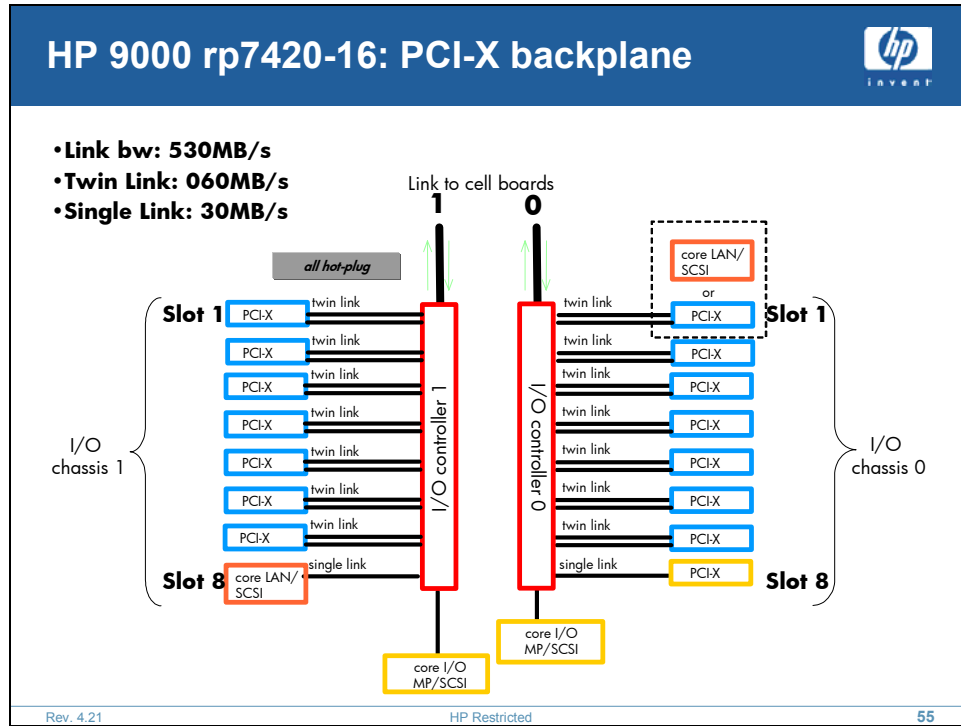 HP 9000 rp7420-16: PCI-X backplane
hp
invent
•Link bw: 530MB/s
•Twin Link: 060MB/s
•Single Link: 30MB/s
Link to cell boards
1
0
all hot-plug
core LAN/
SCSI
or
Slot 1
PCI-X
twin link
twin link
PCI-X
Slot 1
PCI-X
twin link
twin link
PCI-X
PCI-X
twin link
twin link
PCI-X
PCI-X
twin link
twin link
PCI-X
I/O
chassis 1
I/O controller 1
I/O controller 0
I/O
chassis 0
PCI-X
twin link
twin link
PCI-X
PCI-X
twin link
twin link
PCI-X
PCI-X
twin link
twin link
PCI-X
Slot 8
core LAN/
SCSI
single link
single link
PCI-X
Slot 8
core I/O
MP/SCSI
core I/O
MP/SCSI
Rev. 4.21
HP Restricted
55